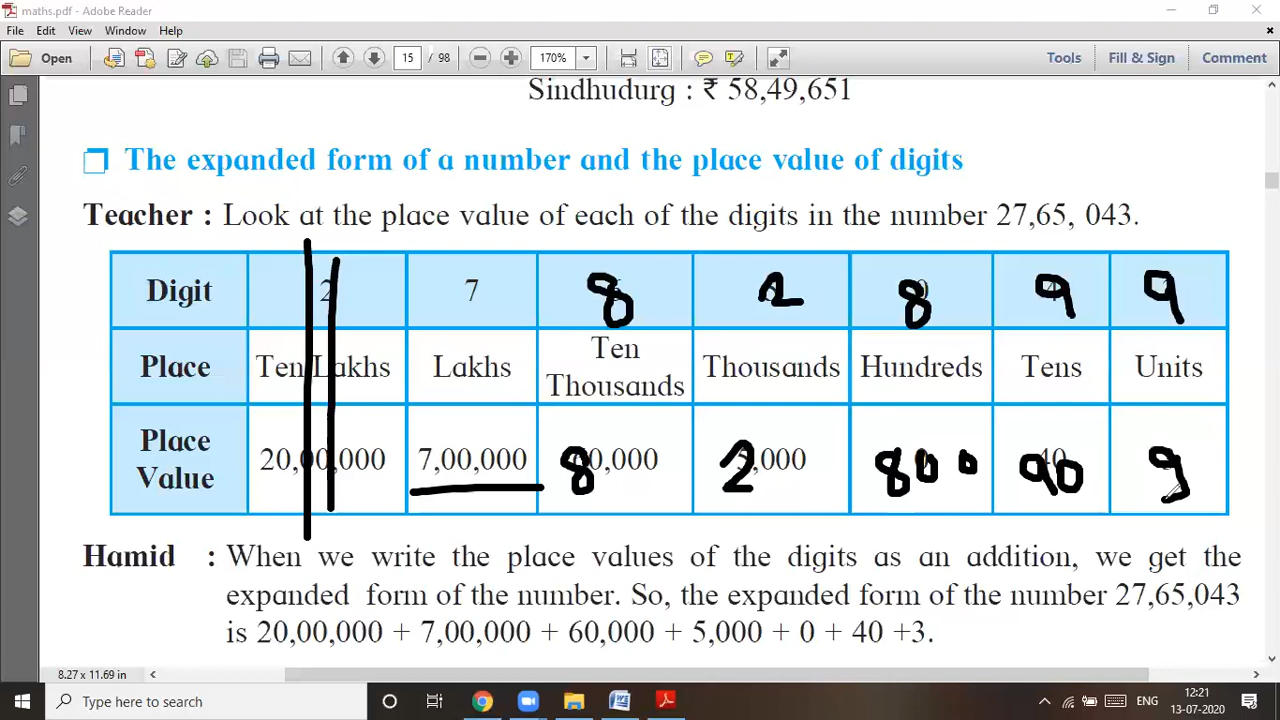 maths.pdf - Adobe Reader
File Edit View Window Help
Open 15 / 98 170% Tools Fill & Sign Comment
Sindhudurg : ₹ 58,49,651
The expanded form of a number and the place value of digits
Teacher : Look at the place value of each of the digits in the number 27,65, 043.
Digit 2 7 8 2 8 9 9
Place Ten Lakhs Lakhs Ten Thousands Thousands Hundreds Tens Units
Place Value 20,00,000 7,00,000 80,000 2,000 800 90 9
Hamid : When we write the place values of the digits as an addition, we get the
expanded form of the number. So, the expanded form of the number 27,65,043
is 20,00,000 + 7,00,000 + 60,000 + 5,000 + 0 + 40 +3.
8.27 x 11.69 in
Type here to search ENG 12:21
13-07-2020